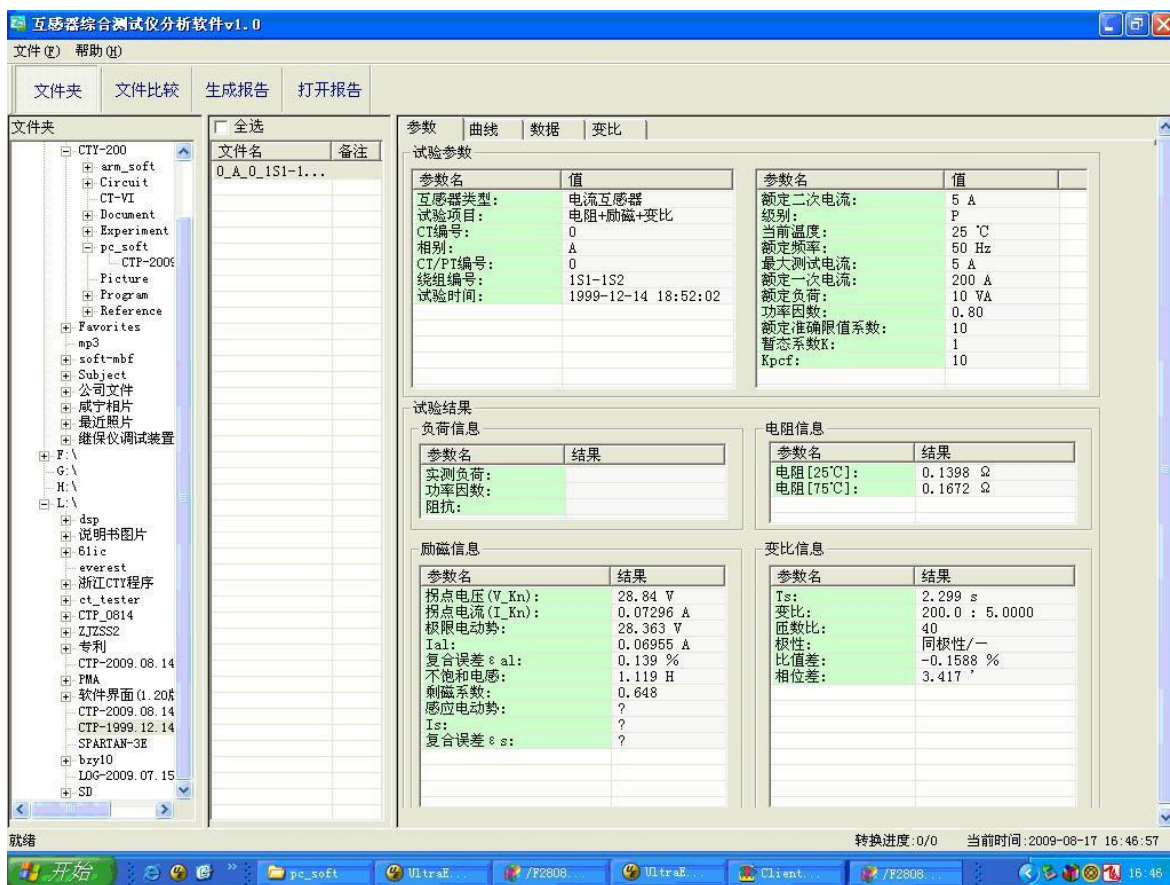 互感器综合测试仪分析软件v1.0
文件(F) 帮助(H)
文件夹 文件比较 生成报告 打开报告
文件夹
CTY-200
arm_soft
Circuit
CT-VI
Document
Experiment
pc_soft
CTP-2009
Picture
Program
Reference
Favorites
mp3
soft-mbf
Subject
公司文件
咸宁相片
最近照片
继保仪调试装置
F:\
G:\
H:\
L:\
dsp
说明书图片
61ic
everest
浙江CTY程序
ct_tester
CTP_0814
ZJZSS2
专利
CTP-2009.08.14
PMA
软件界面(1.20版
CTP-2009.08.14
CTP-1999.12.14
SPARTAN-3E
bzy10
LOG-2009.07.15
SD
全选
文件名 备注
0_A_0_1S1-1...
参数 曲线 数据 变比
试验参数
参数名 值
互感器类型: 电流互感器
试验项目: 电阻+励磁+变比
CT编号: 0
相别: A
CT/PT编号: 0
绕组编号: 1S1-1S2
试验时间: 1999-12-14 18:52:02
参数名 值
额定二次电流: 5 A
级别: P
当前温度: 25 ℃
额定频率: 50 Hz
最大测试电流: 5 A
额定一次电流: 200 A
额定负荷: 10 VA
功率因数: 0.80
额定准确限值系数: 10
暂态系数K: 1
Kpcf: 10
试验结果
负荷信息
参数名 结果
实测负荷:
功率因数:
阻抗:
电阻信息
参数名 结果
电阻[25℃]: 0.1398 Ω
电阻[75℃]: 0.1672 Ω
励磁信息
参数名 结果
拐点电压(V_Kn): 28.84 V
拐点电流(I_Kn): 0.07296 A
极限电动势: 28.363 V
Ial: 0.06955 A
复合误差εal: 0.139 %
不饱和电感: 1.119 H
剩磁系数: 0.648
感应电动势: ?
Is: ?
复合误差εs: ?
变比信息
参数名 结果
Ts: 2.299 s
变比: 200.0 : 5.0000
匝数比: 40
极性: 同极性/—
比值差: -0.1588 %
相位差: 3.417 '
就绪 转换进度:0/0 当前时间:2009-08-17 16:46:57
开始 pc_soft UltraE... /F2808... UltraE... Client... /F2808... 16:46